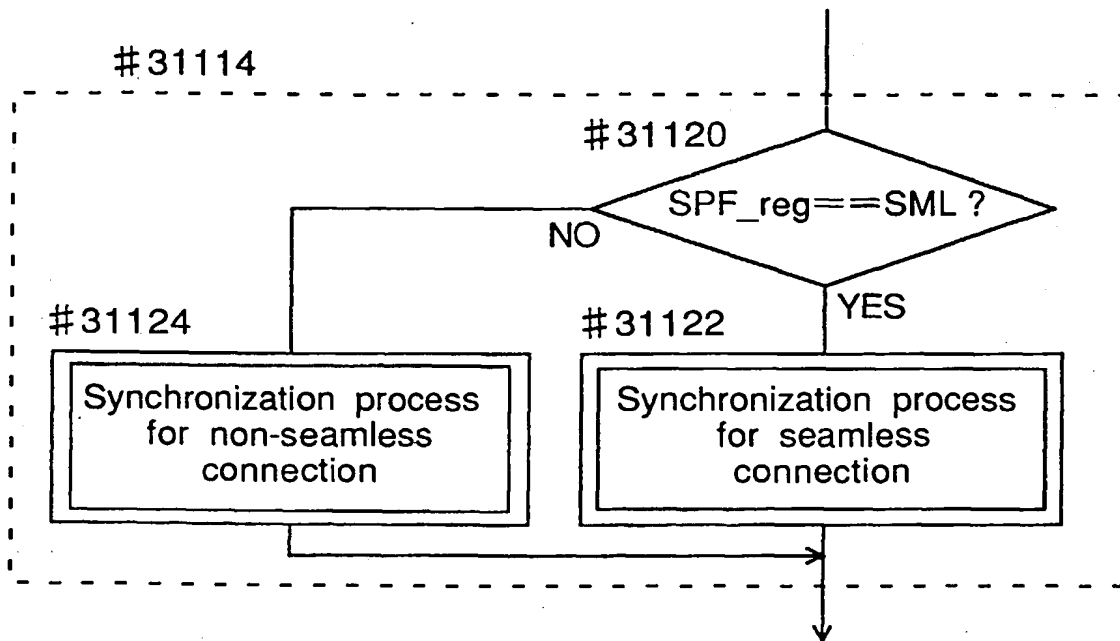 #31114
#31120
SPF_reg==SML ?
NO
YES
#31124
#31122
Synchronization process
for non-seamless
connection
Synchronization process
for seamless
connection